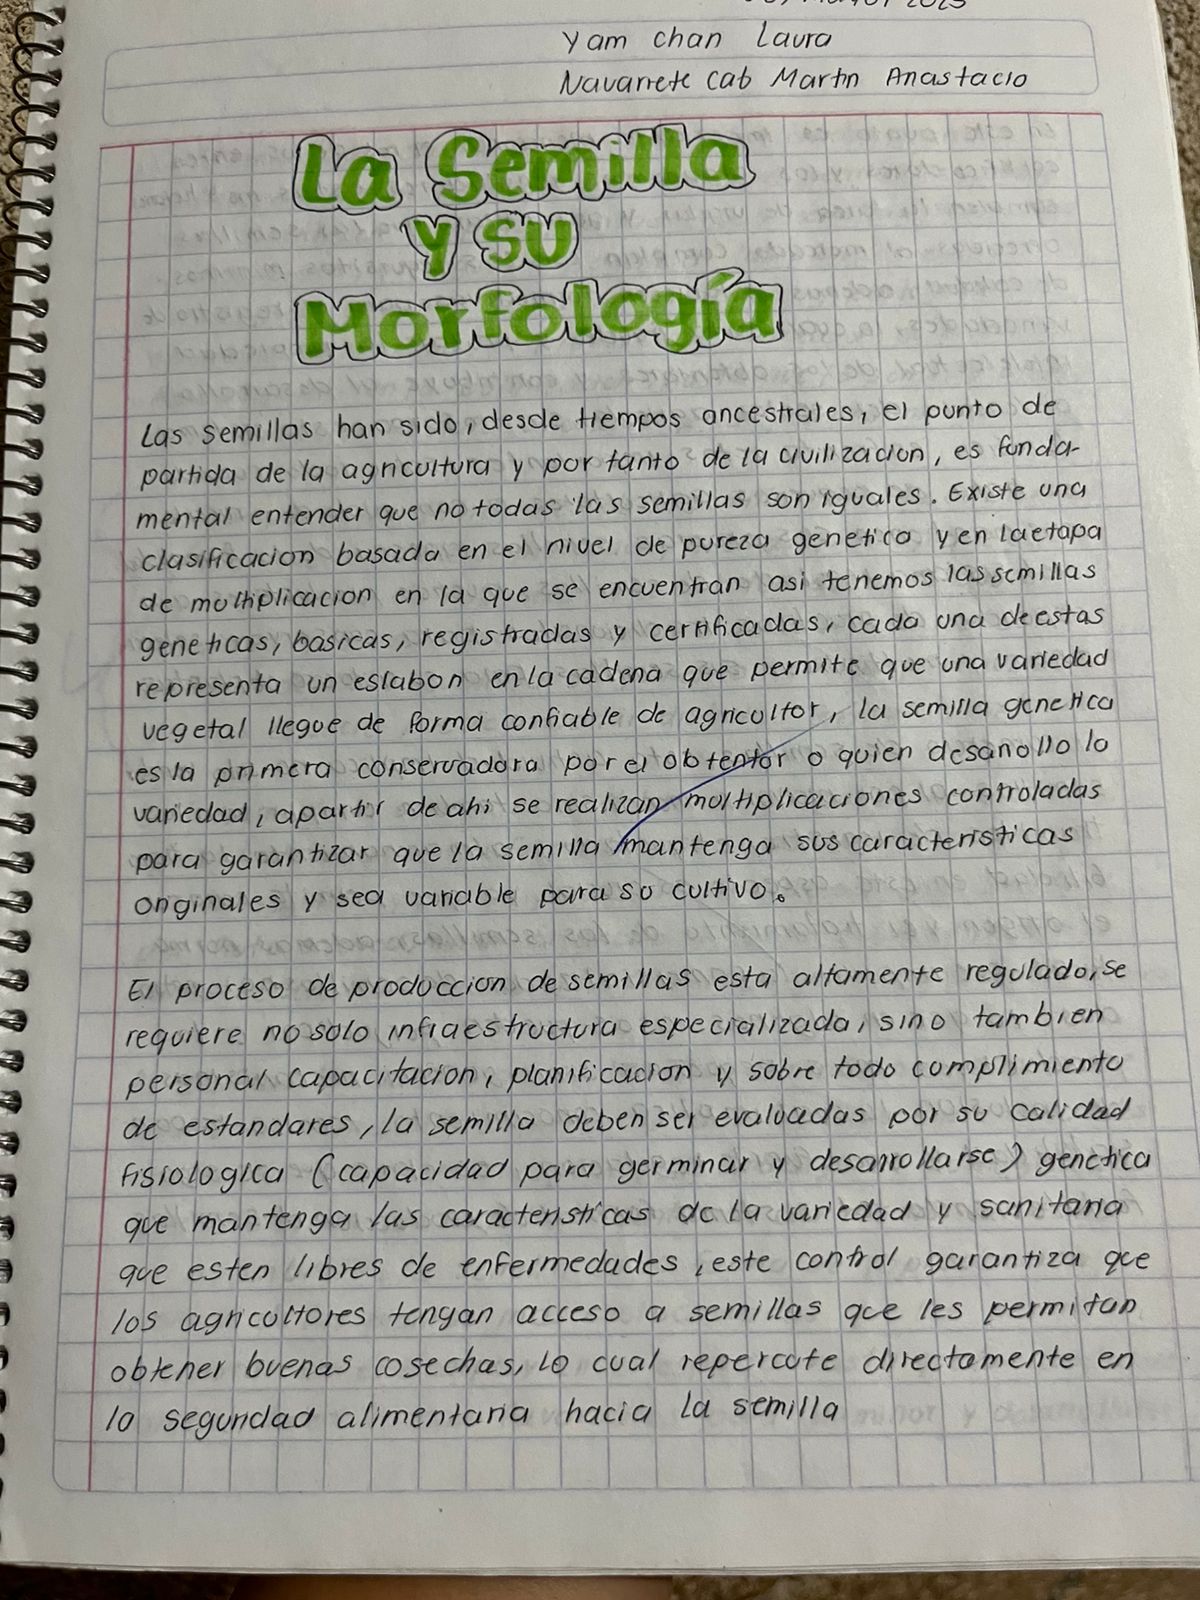 Yam Chan Laura
Navarrete Cab Martin Anastacio
La Semilla
y su
Morfología
Las semillas han sido, desde tiempos ancestrales, el punto de
partida de la agricultura y por tanto de la civilizacion, es funda-
mental entender que no todas las semillas son iguales. Existe una
clasificacion basada en el nivel de pureza genetica y en la etapa
de multiplicacion en la que se encuentran asi tenemos las semillas
geneticas, basicas, registradas y certificadas, cada una de estas
representa un eslabon en la cadena que permite que una variedad
vegetal llegue de forma confiable de agricultor, la semilla genetica
es la primera conservadora por el obtentor o quien desarrollo la
variedad, apartir de ahi se realizan multiplicaciones controladas
para garantizar que la semilla mantenga sus caracteristicas
originales y sea variable para su cultivo.
El proceso de produccion de semillas esta altamente regulado, se
requiere no solo infraestructura especializada, sino tambien
personal capacitacion, planificacion y sobre todo complimiento
de estandares, la semilla deben ser evaluadas por su calidad
fisiologica (capacidad para germinar y desarrollarse) genetica
que mantenga las caracteristicas de la variedad y sanitaria
que esten libres de enfermedades, este control garantiza que
los agricultores tengan acceso a semillas que les permitan
obtener buenas cosechas, lo cual repercute directamente en
la seguridad alimentaria hacia la semilla